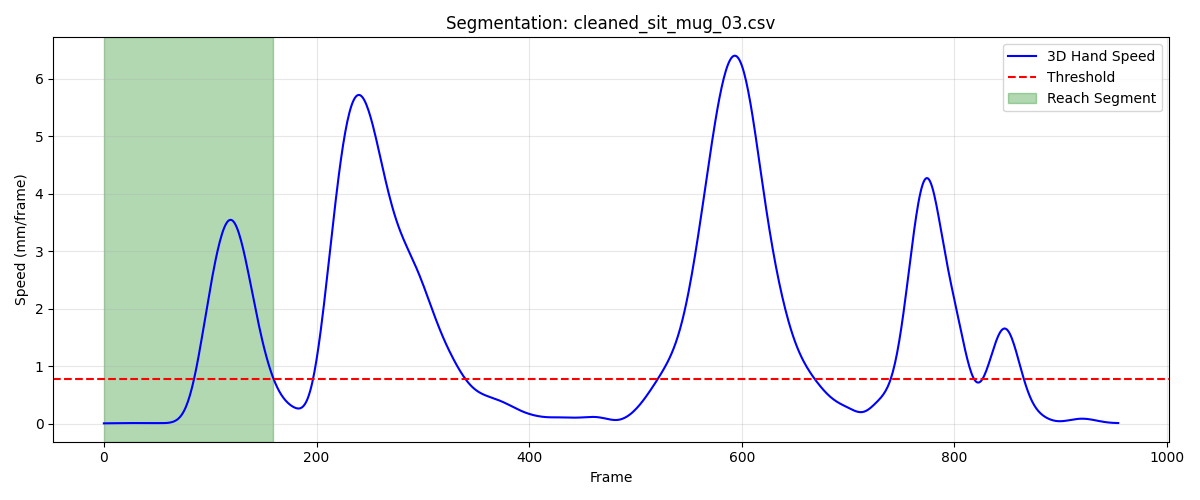 Segmentation: cleaned_sit_mug_03.csv
3D Hand Speed
Threshold
Reach Segment
Speed (mm/frame)
6
5
4
3
2
1
0
0 200 400 600 800 1000
Frame